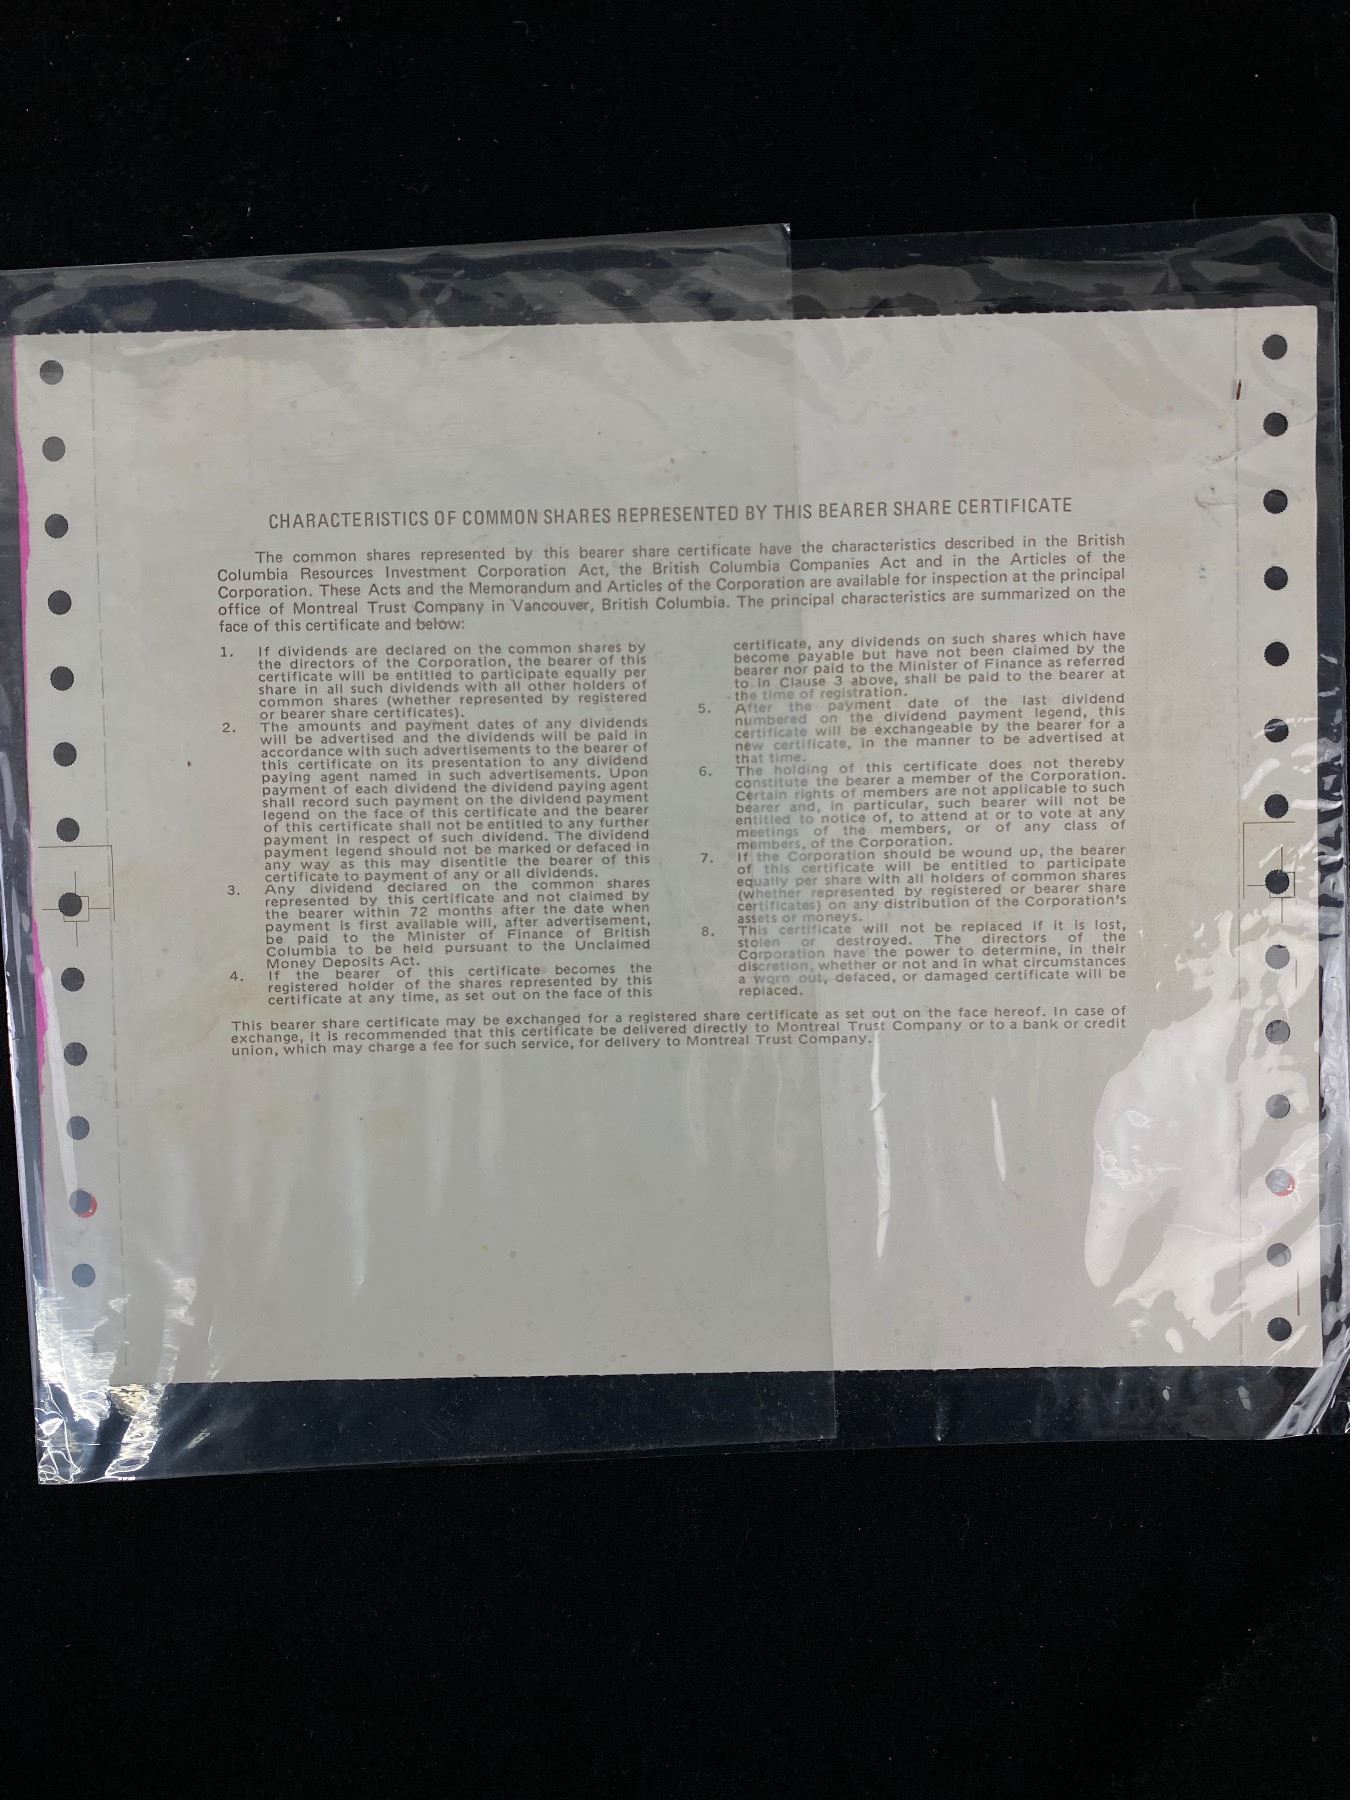 CHARACTERISTICS OF COMMON SHARES REPRESENTED BY THIS BEARER SHARE CERTIFICATE
The common shares represented by this bearer share certificate have the characteristics described in the British
Columbia Resources Investment Corporation Act, the British Columbia Companies Act and in the Articles of the
Corporation. These Acts and the Memorandum and Articles of the Corporation are available for inspection at the principal
office of Montreal Trust Company in Vancouver, British Columbia. The principal characteristics are summarized on the
face of this certificate and below:
1. If dividends are declared on the common shares by
the directors of the Corporation, the bearer of this
certificate will be entitled to participate equally per
share in all such dividends with all other holders of
common shares (whether represented by registered
or bearer share certificates).
2. The amounts and payment dates of any dividends
will be advertised and the dividends will be paid in
accordance with such advertisements to the bearer of
this certificate on its presentation to any dividend
paying agent named in such advertisements. Upon
payment of each dividend the dividend paying agent
shall record such payment on the dividend payment
legend on the face of this certificate and the bearer
of this certificate shall not be entitled to any further
payment in respect of such dividend. The dividend
payment legend should not be marked or defaced in
any way as this may disentitle the bearer of this
certificate to payment of any or all dividends.
3. Any dividend declared on the common shares
represented by this certificate and not claimed by
the bearer within 72 months after the date when
payment is first available will, after advertisement,
be paid to the Minister of Finance of British
Columbia to be held pursuant to the Unclaimed
Money Deposits Act.
4. If the bearer of this certificate becomes the
registered holder of the shares represented by this
certificate at any time, as set out on the face of this
certificate, any dividends on such shares which have
become payable but have not been claimed by the
bearer nor paid to the Minister of Finance as referred
to in Clause 3 above, shall be paid to the bearer at
the time of registration.
5. After the payment date of the last dividend
numbered on the dividend payment legend, this
certificate will be exchangeable by the bearer for a
new certificate, in the manner to be advertised at
that time.
6. The holding of this certificate does not thereby
constitute the bearer a member of the Corporation.
Certain rights of members are not applicable to such
bearer and, in particular, such bearer will not be
entitled to notice of, to attend at or to vote at any
meetings of the members, or of any class of
members, of the Corporation.
7. If the Corporation should be wound up, the bearer
of this certificate will be entitled to participate
equally per share with all holders of common shares
(whether represented by registered or bearer share
certificates) on any distribution of the Corporation's
assets or moneys.
8. This certificate will not be replaced if it is lost,
stolen or destroyed. The directors of the
Corporation have the power to determine, in their
discretion, whether or not and in what circumstances
a worn out, defaced, or damaged certificate will be
replaced.
This bearer share certificate may be exchanged for a registered share certificate as set out on the face hereof. In case of
exchange, it is recommended that this certificate be delivered directly to Montreal Trust Company or to a bank or credit
union, which may charge a fee for such service, for delivery to Montreal Trust Company.